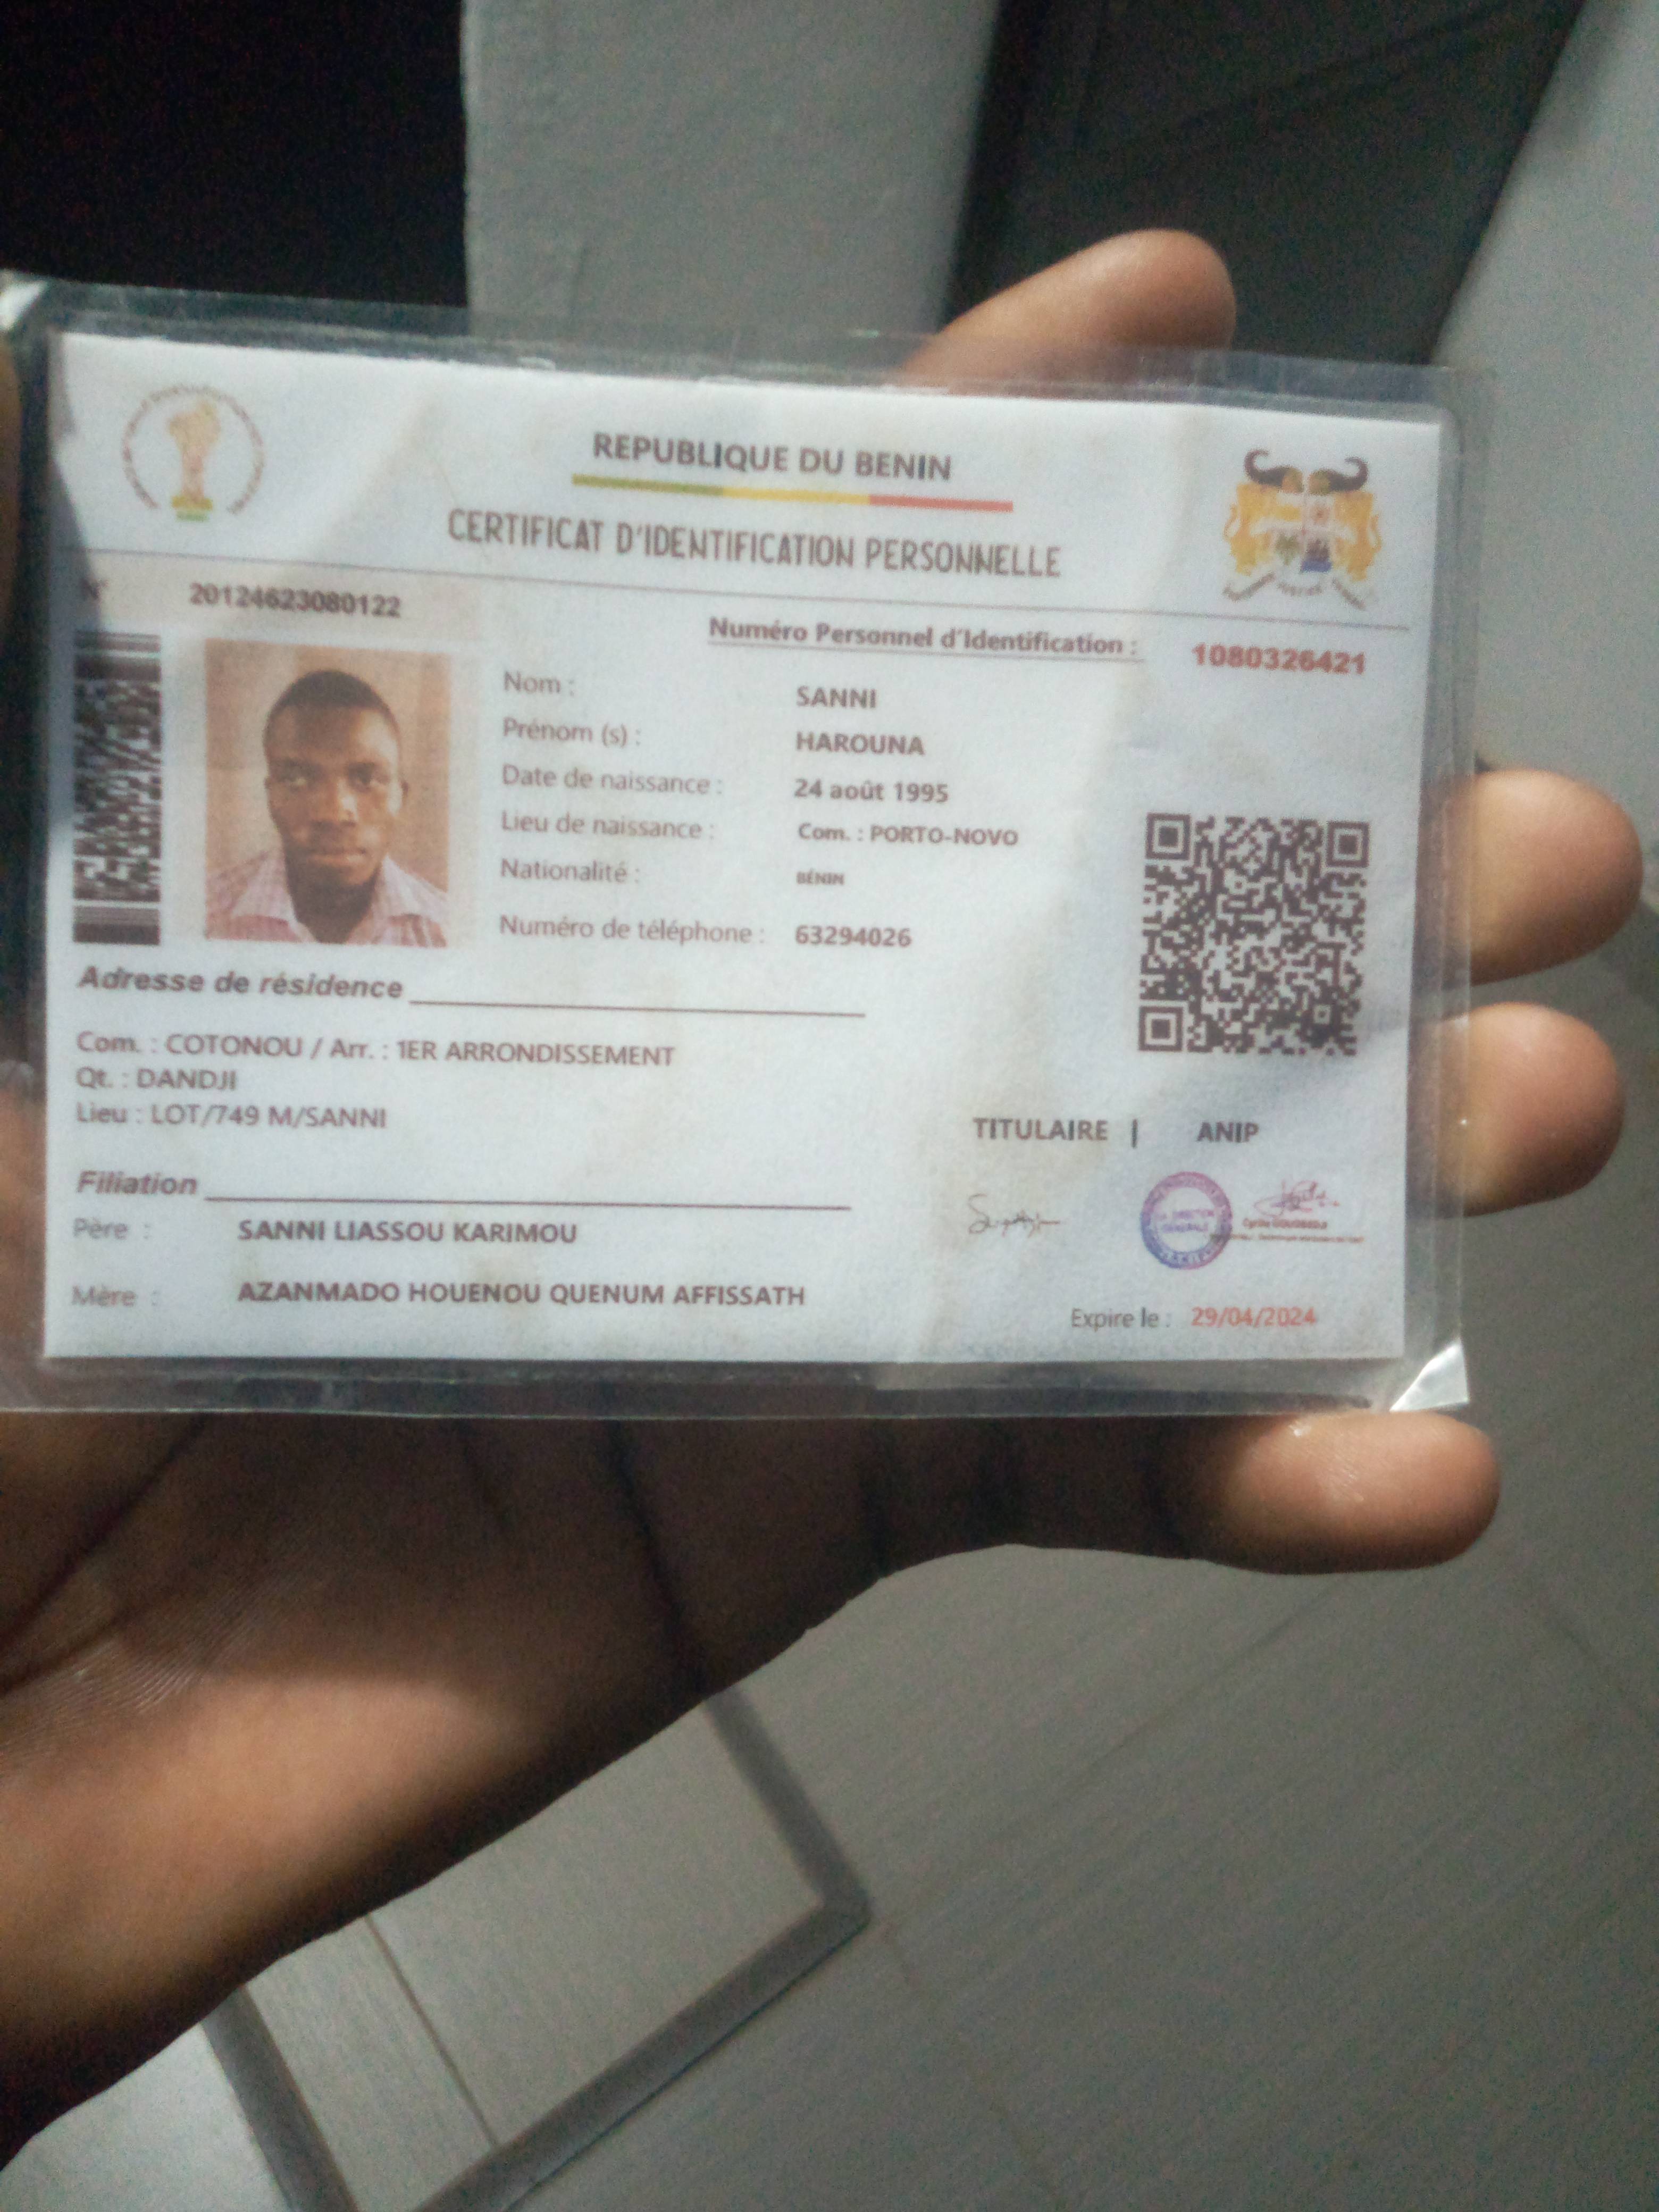 REPUBLIQUE DU BENIN
CERTIFICAT D'IDENTIFICATION PERSONNELLE
N° 20124623080122
Numéro Personnel d'Identification : 1080326421
Nom : SANNI
Prénom (s) : HAROUNA
Date de naissance : 24 août 1995
Lieu de naissance : Com. : PORTO-NOVO
Nationalité : BÉNIN
Numéro de téléphone : 63294026
Adresse de résidence
Com. : COTONOU / Arr. : 1ER ARRONDISSEMENT
Qt. : DANDJI
Lieu : LOT/749 M/SANNI
TITULAIRE | ANIP
Filiation
Père : SANNI LIASSOU KARIMOU
Mère : AZANMADO HOUENOU QUENUM AFFISSATH
Expire le : 29/04/2024